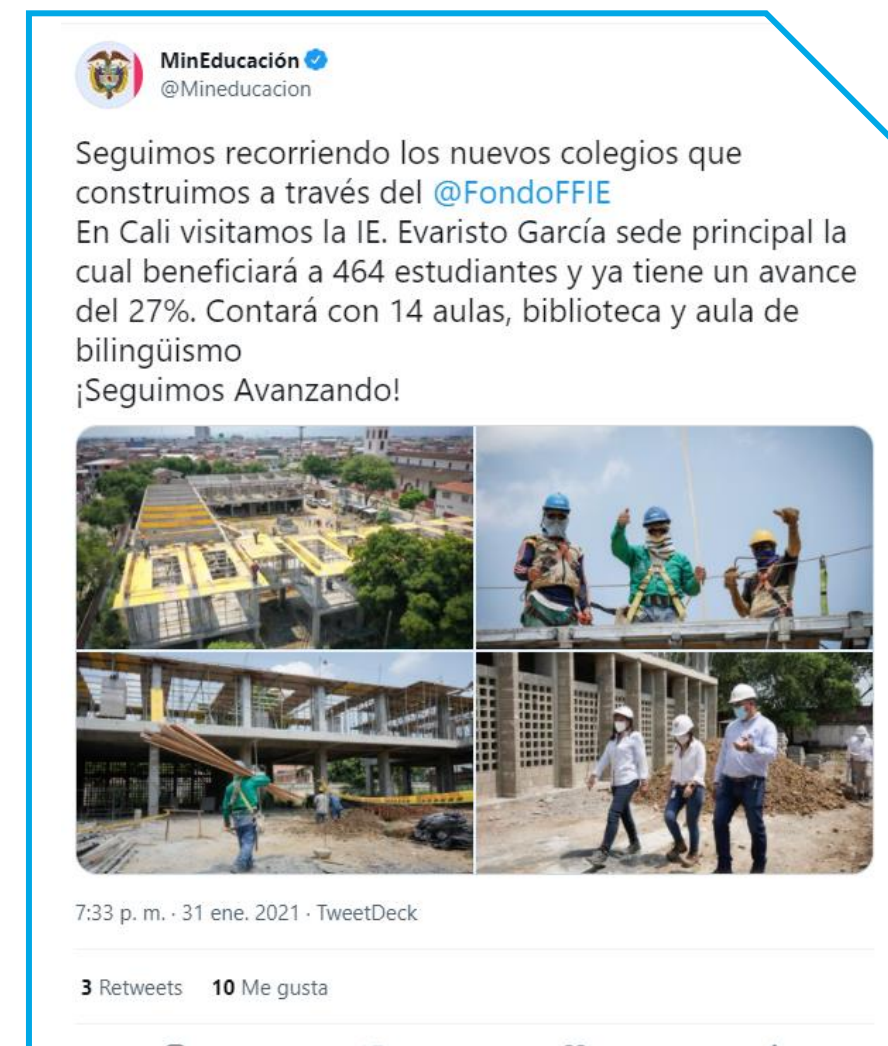 MinEducación
@Mineducacion
Seguimos recorriendo los nuevos colegios que
construimos a través del @FondoFFIE
En Cali visitamos la IE. Evaristo García sede principal la
cual beneficiará a 464 estudiantes y ya tiene un avance
del 27%. Contará con 14 aulas, biblioteca y aula de
bilingüismo
¡Seguimos Avanzando!
7:33 p. m. · 31 ene. 2021 · TweetDeck
3 Retweets 10 Me gusta